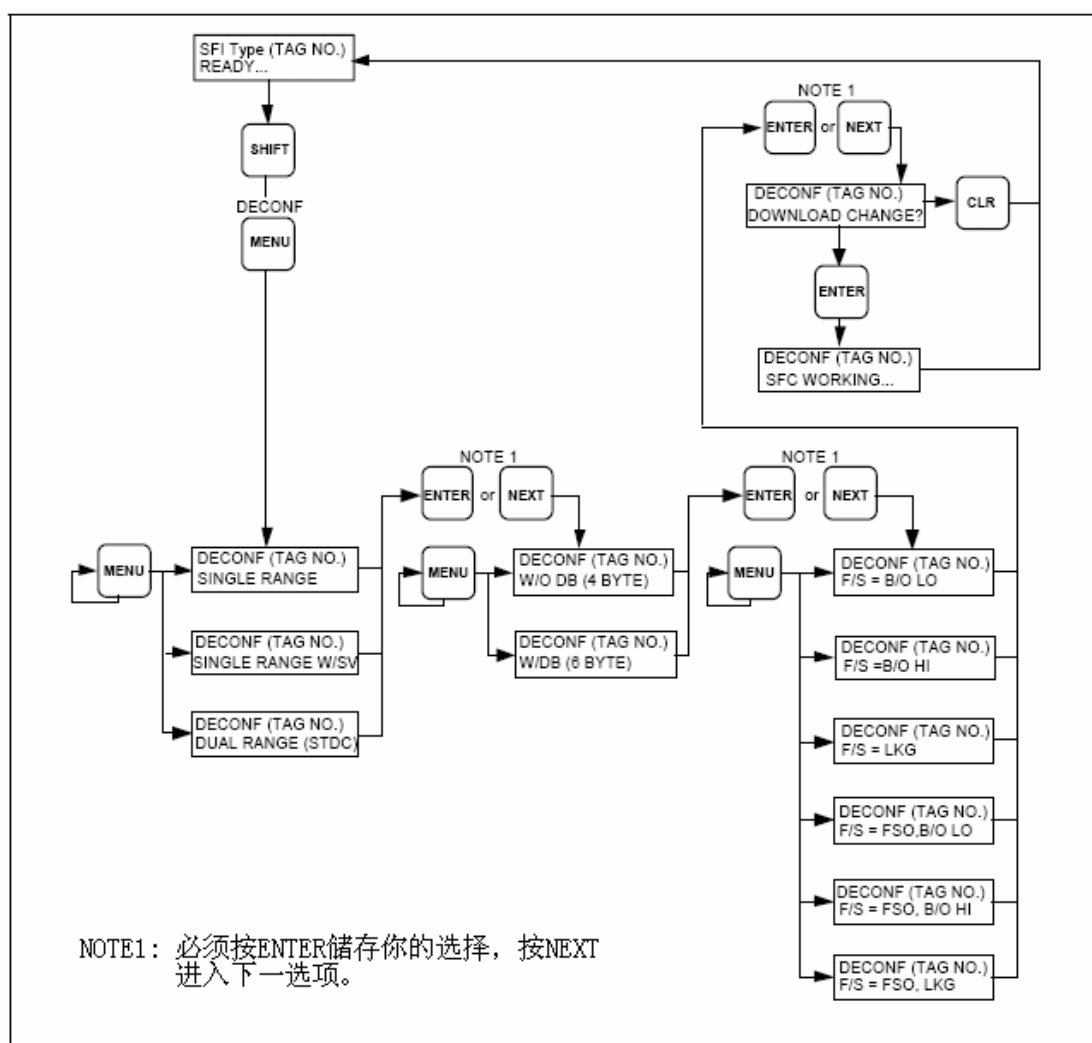 SFI Type (TAG NO.)
READY...
SHIFT
DECONF
MENU
NOTE 1
ENTER or NEXT
DECONF (TAG NO.)
DOWNLOAD CHANGE?
CLR
ENTER
DECONF (TAG NO.)
SFC WORKING...
MENU
DECONF (TAG NO.)
SINGLE RANGE
DECONF (TAG NO.)
SINGLE RANGE W/SV
DECONF (TAG NO.)
DUAL RANGE (STDC)
NOTE 1
ENTER or NEXT
MENU
DECONF (TAG NO.)
W/O DB (4 BYTE)
DECONF (TAG NO.)
W/DB (6 BYTE)
NOTE 1
ENTER or NEXT
MENU
DECONF (TAG NO.)
F/S = B/O LO
DECONF (TAG NO.)
F/S =B/O HI
DECONF (TAG NO.)
F/S = LKG
DECONF (TAG NO.)
F/S = FSO,B/O LO
DECONF (TAG NO.)
F/S = FSO, B/O HI
DECONF (TAG NO.)
F/S = FSO, LKG
NOTE1: 必须按ENTER储存你的选择，按NEXT
进入下一选项。